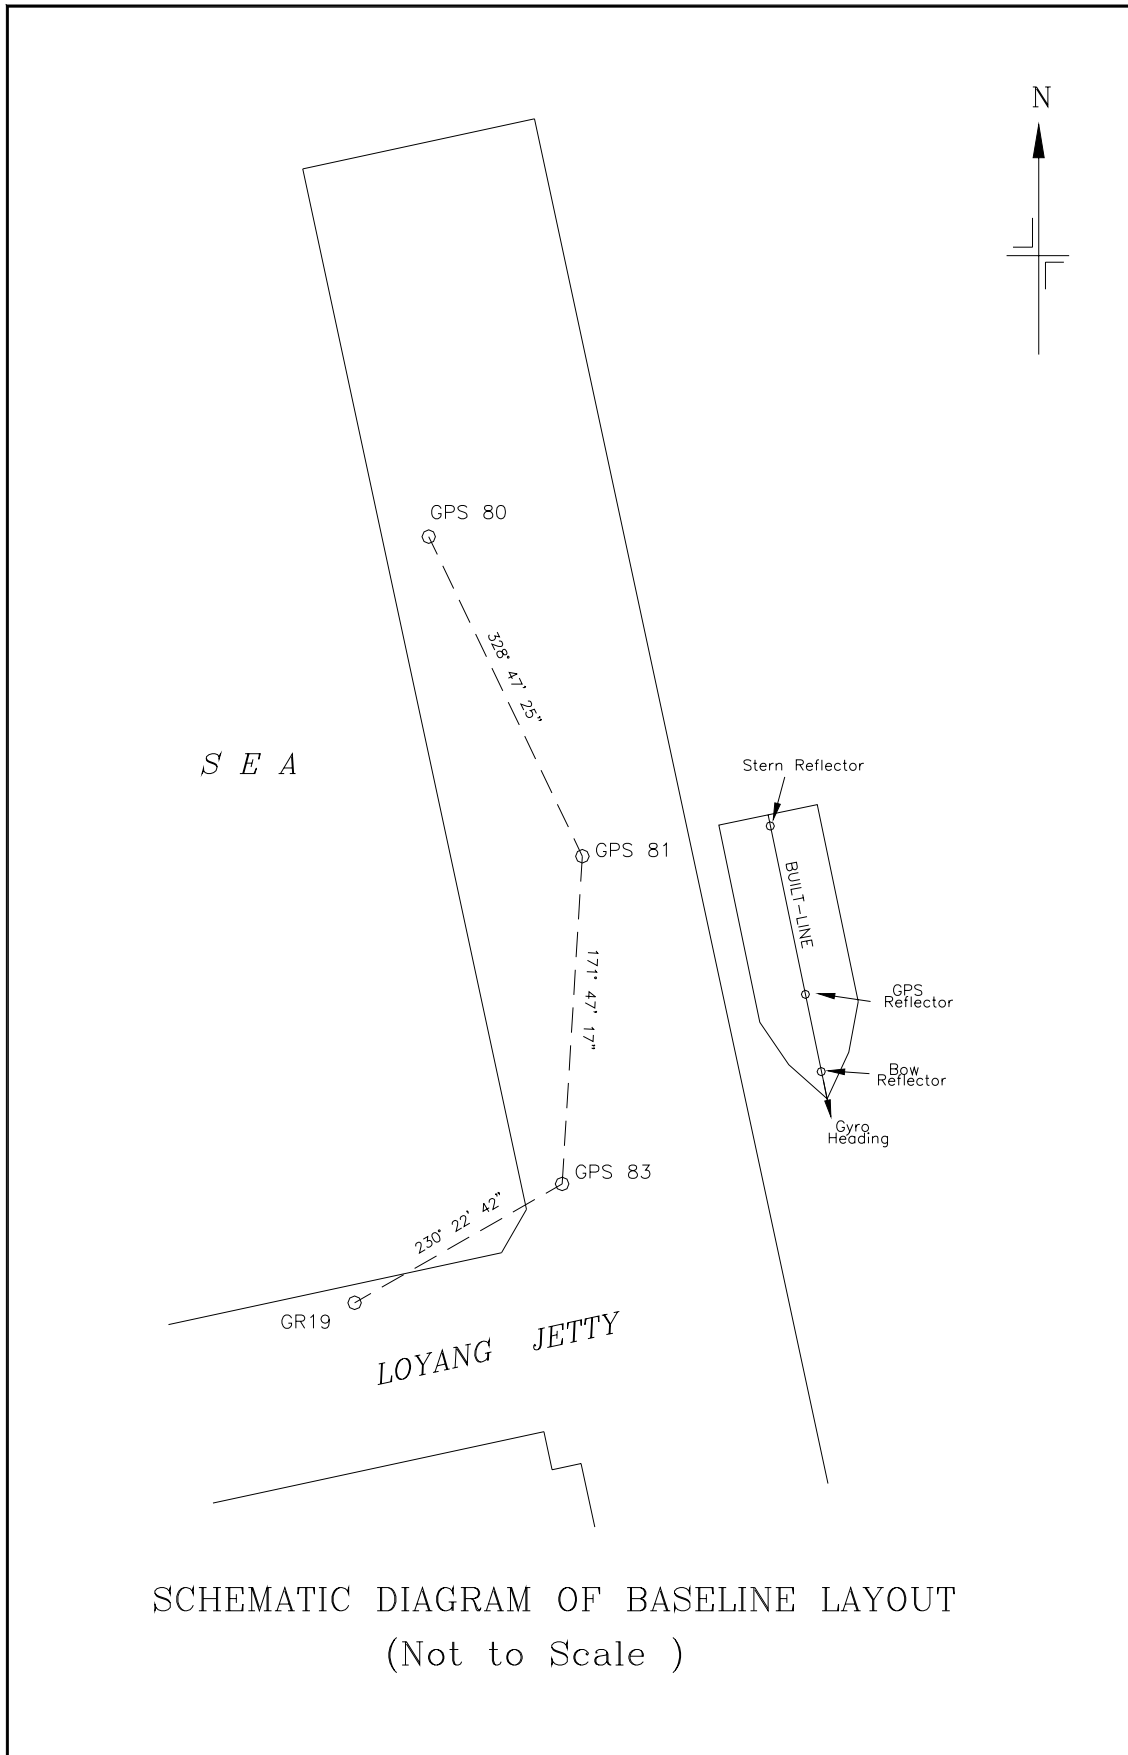 N
GPS 80
328° 47' 25"
S E A
Stern Reflector
GPS 81
BUILT-LINE
171° 47' 17"
GPS
Reflector
Bow
Reflector
Gyro
Heading
GPS 83
230° 22' 42"
GR19
LOYANG JETTY
SCHEMATIC DIAGRAM OF BASELINE LAYOUT
(Not to Scale )